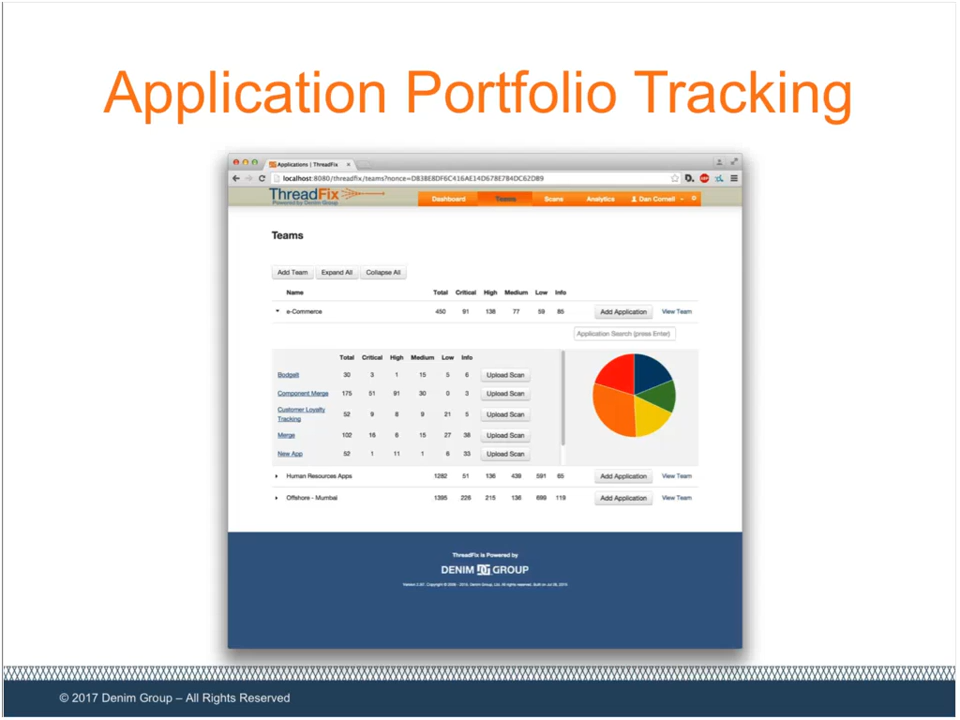 Application Portfolio Tracking
Applications | ThreadFix
localhost:8080/threadfix/teams?nonce=D83BE8DF6C416AE14D67BE784DC62DB9
ThreadFix
Powered by Denim Group
Dashboard Teams Scans Analytics Dan Cornell
Teams
Add Team Expand All Collapse All
Name Total Critical High Medium Low Info
e-Commerce 450 91 138 77 59 85 Add Application View Team
Application Search (press Enter)
Total Critical High Medium Low Info
Bodgeit 30 3 1 15 5 6 Upload Scan
Component Merge 175 51 91 30 0 3 Upload Scan
Customer Loyalty
Tracking 52 9 8 9 21 5 Upload Scan
Merge 102 16 6 15 27 38 Upload Scan
New App 52 1 11 1 6 33 Upload Scan
Human Resources Apps 1282 51 136 439 591 65 Add Application View Team
Offshore - Mumbai 1395 226 215 136 699 119 Add Application View Team
ThreadFix is Powered by
DENIM DG GROUP
© 2017 Denim Group – All Rights Reserved